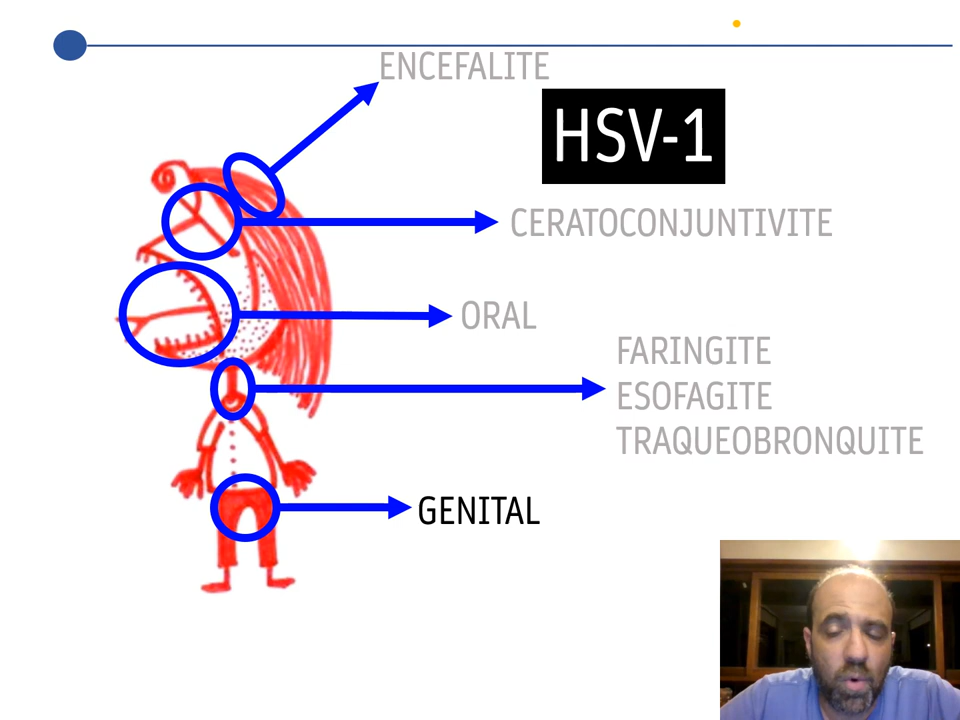 ENCEFALITE
HSV-1
CERATOCONJUNTIVITE
ORAL
FARINGITE
ESOFAGITE
TRAQUEOBRONQUITE
GENITAL